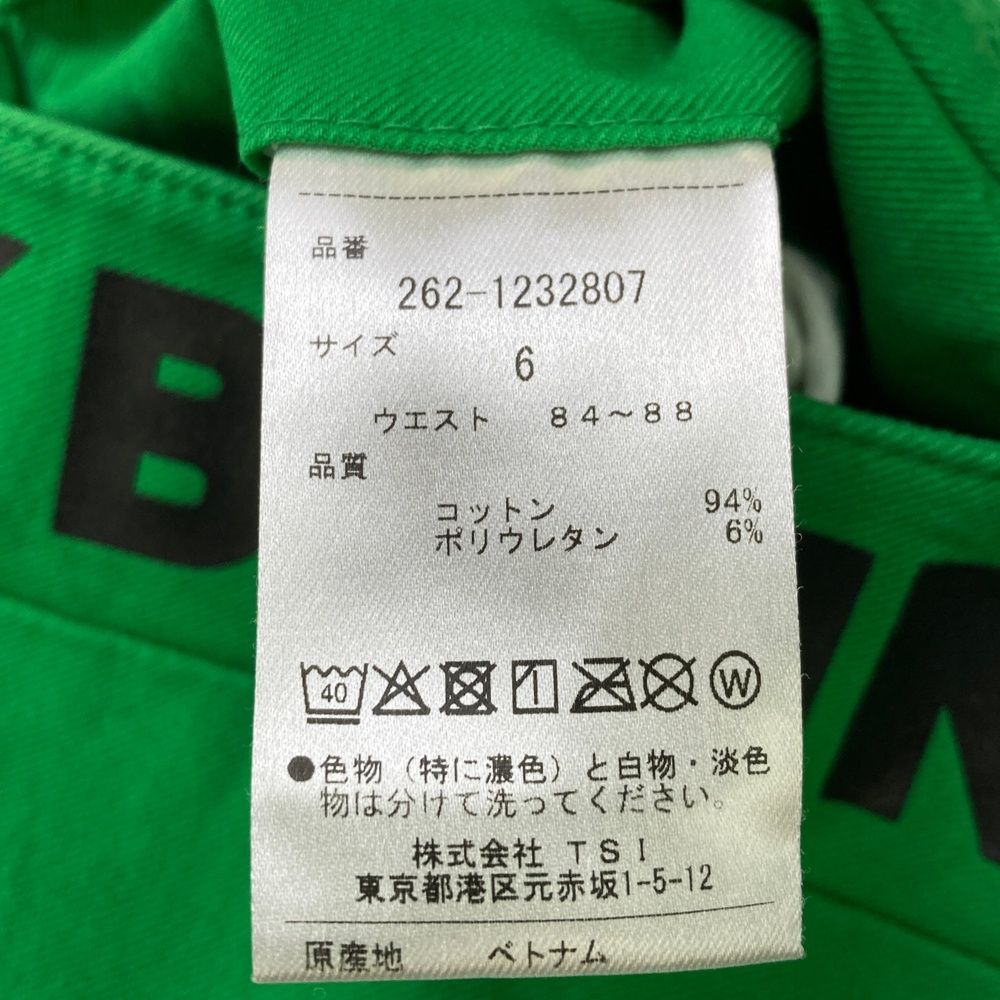 品番
262-1232807
サイズ
6
ウエスト 84～88
品質
コットン 94%
ポリウレタン 6%
40
W
●色物（特に濃色）と白物・淡色
物は分けて洗ってください。
株式会社 TSI
東京都港区元赤坂1-5-12
原産地 ベトナム
B